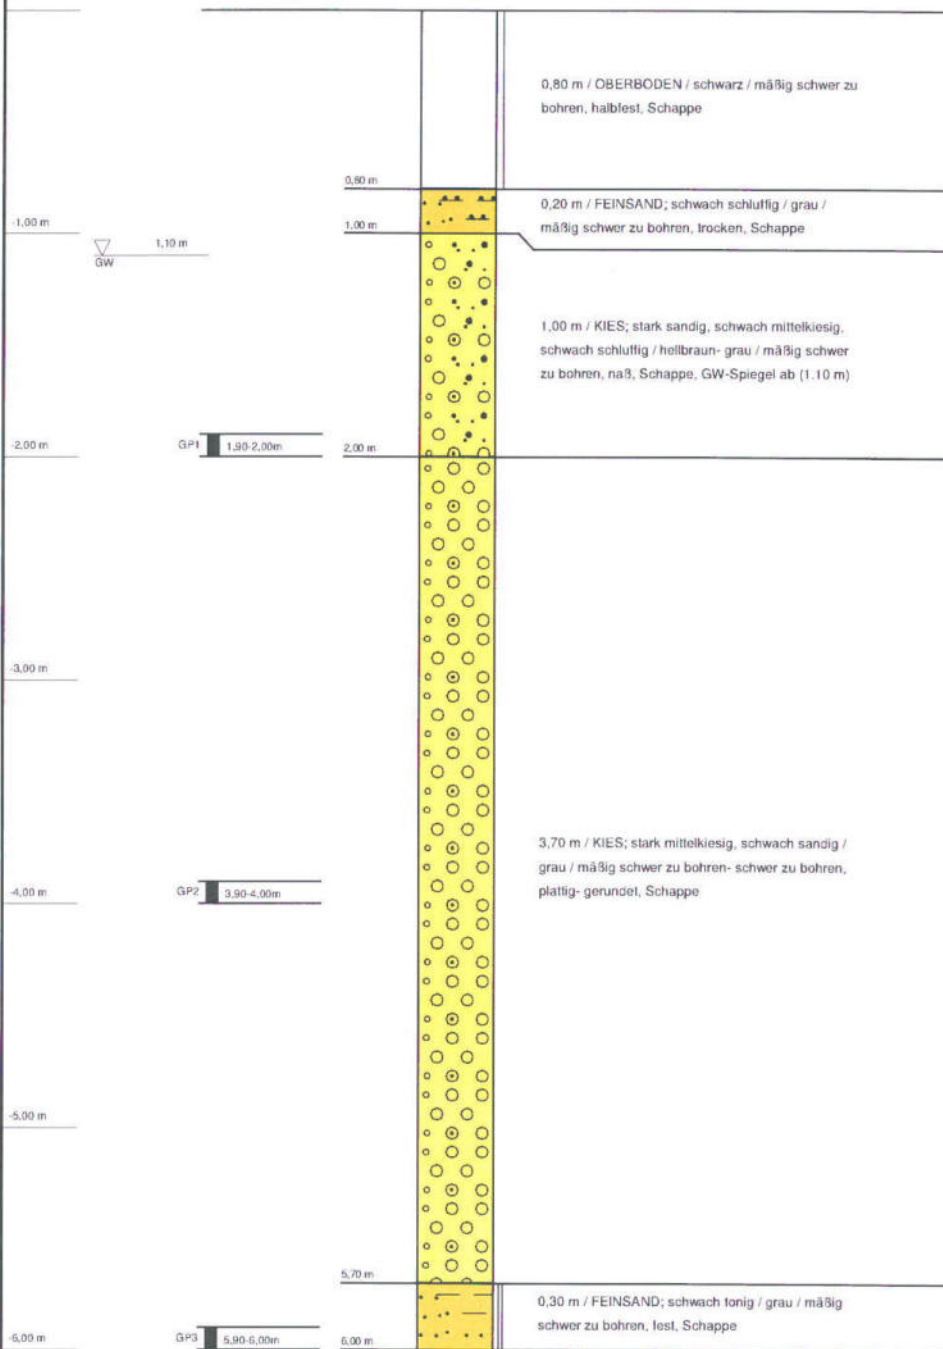 0,80 m / OBERBODEN / schwarz / mäßig schwer zu
bohren, halbfest, Schappe
0,80 m
0,20 m / FEINSAND; schwach schluffig / grau /
mäßig schwer zu bohren, trocken, Schappe
-1,00 m
1,00 m
1,10 m
GW
1,00 m / KIES; stark sandig, schwach mittelkiesig,
schwach schluffig / hellbraun- grau / mäßig schwer
zu bohren, naß, Schappe, GW-Spiegel ab (1.10 m)
-2,00 m
GP1
1,90-2,00m
2,00 m
-3,00 m
3,70 m / KIES; stark mittelkiesig, schwach sandig /
grau / mäßig schwer zu bohren- schwer zu bohren,
plattig- gerundet, Schappe
-4,00 m
GP2
3,90-4,00m
-5,00 m
5,70 m
0,30 m / FEINSAND; schwach tonig / grau / mäßig
schwer zu bohren, fest, Schappe
-6,00 m
GP3
5,90-6,00m
6,00 m